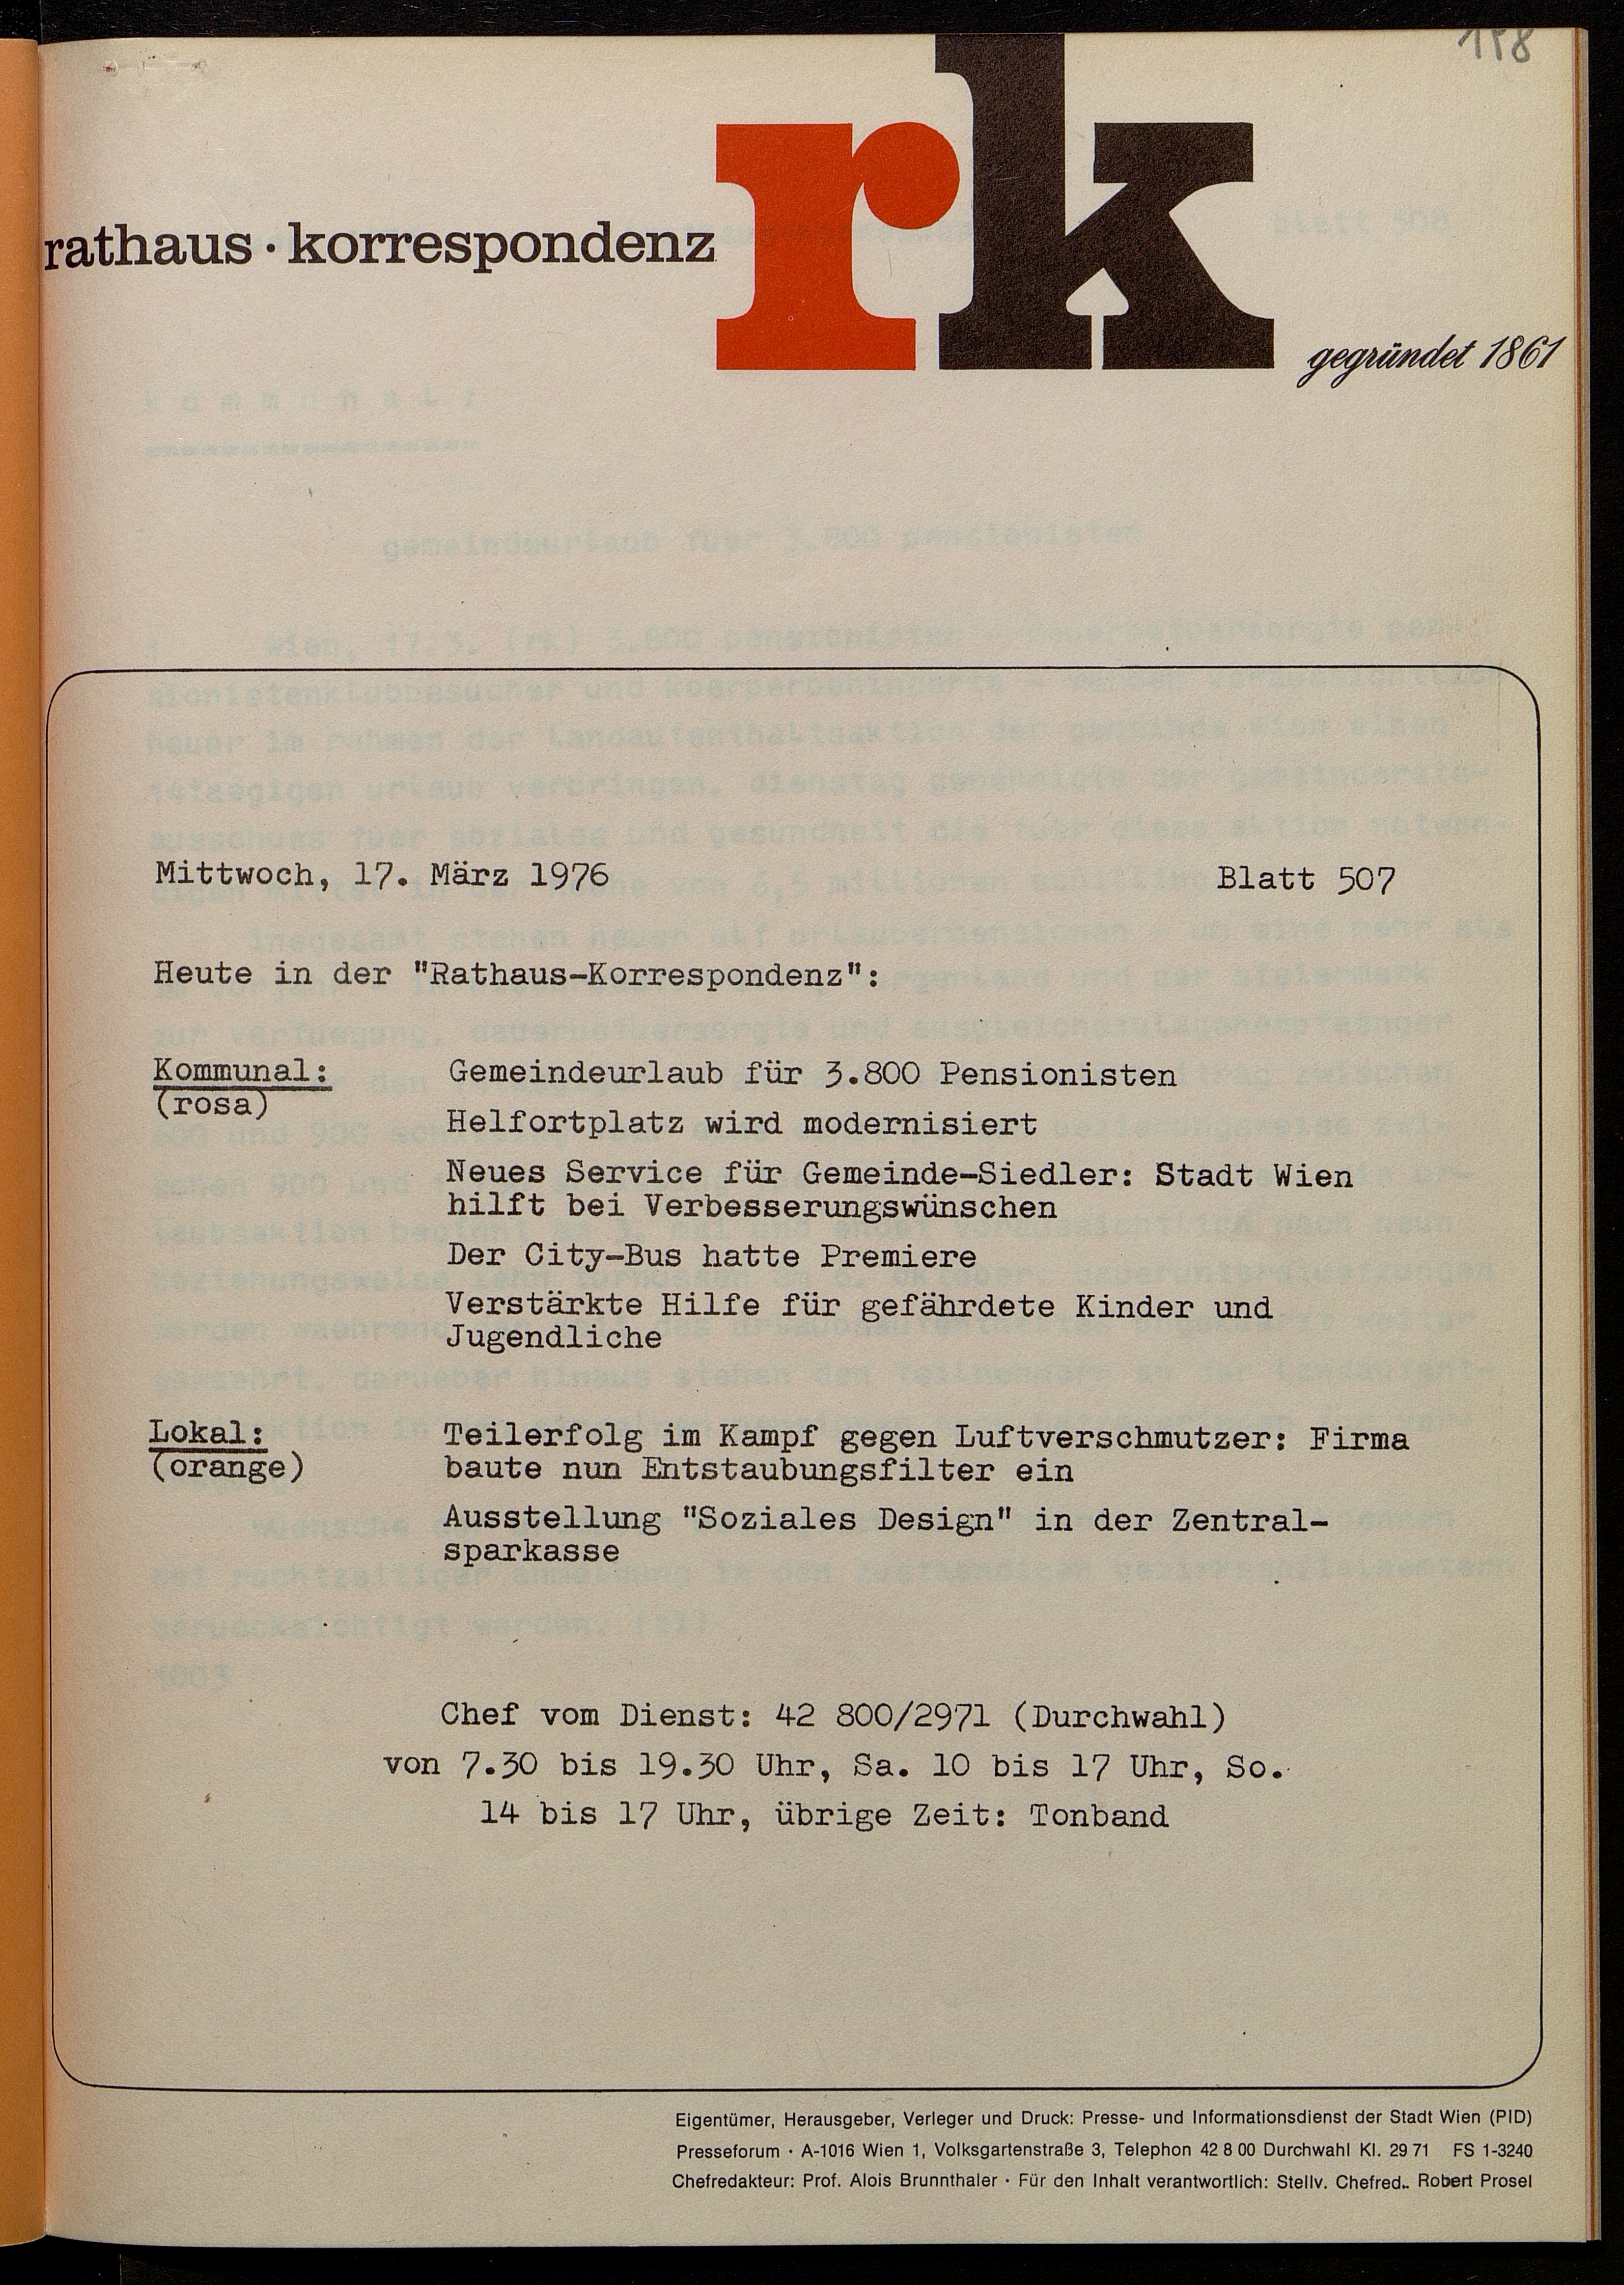 198
rathaus · korrespondenz
rk
gegründet 1861
Mittwoch, 17. März 1976 Blatt 507
Heute in der "Rathaus-Korrespondenz":
Kommunal: Gemeindeurlaub für 3.800 Pensionisten
(rosa)
Helfortplatz wird modernisiert
Neues Service für Gemeinde-Siedler: Stadt Wien
hilft bei Verbesserungswünschen
Der City-Bus hatte Premiere
Verstärkte Hilfe für gefährdete Kinder und
Jugendliche
Lokal: Teilerfolg im Kampf gegen Luftverschmutzer: Firma
(orange) baute nun Entstaubungsfilter ein
Ausstellung "Soziales Design" in der Zentral-
sparkasse
Chef vom Dienst: 42 800/2971 (Durchwahl)
von 7.30 bis 19.30 Uhr, Sa. 10 bis 17 Uhr, So.
14 bis 17 Uhr, übrige Zeit: Tonband
Eigentümer, Herausgeber, Verleger und Druck: Presse- und Informationsdienst der Stadt Wien (PID)
Presseforum · A-1016 Wien 1, Volksgartenstraße 3, Telephon 42 8 00 Durchwahl Kl. 29 71 FS 1-3240
Chefredakteur: Prof. Alois Brunnthaler · Für den Inhalt verantwortlich: Stellv. Chefred.. Robert Prosel